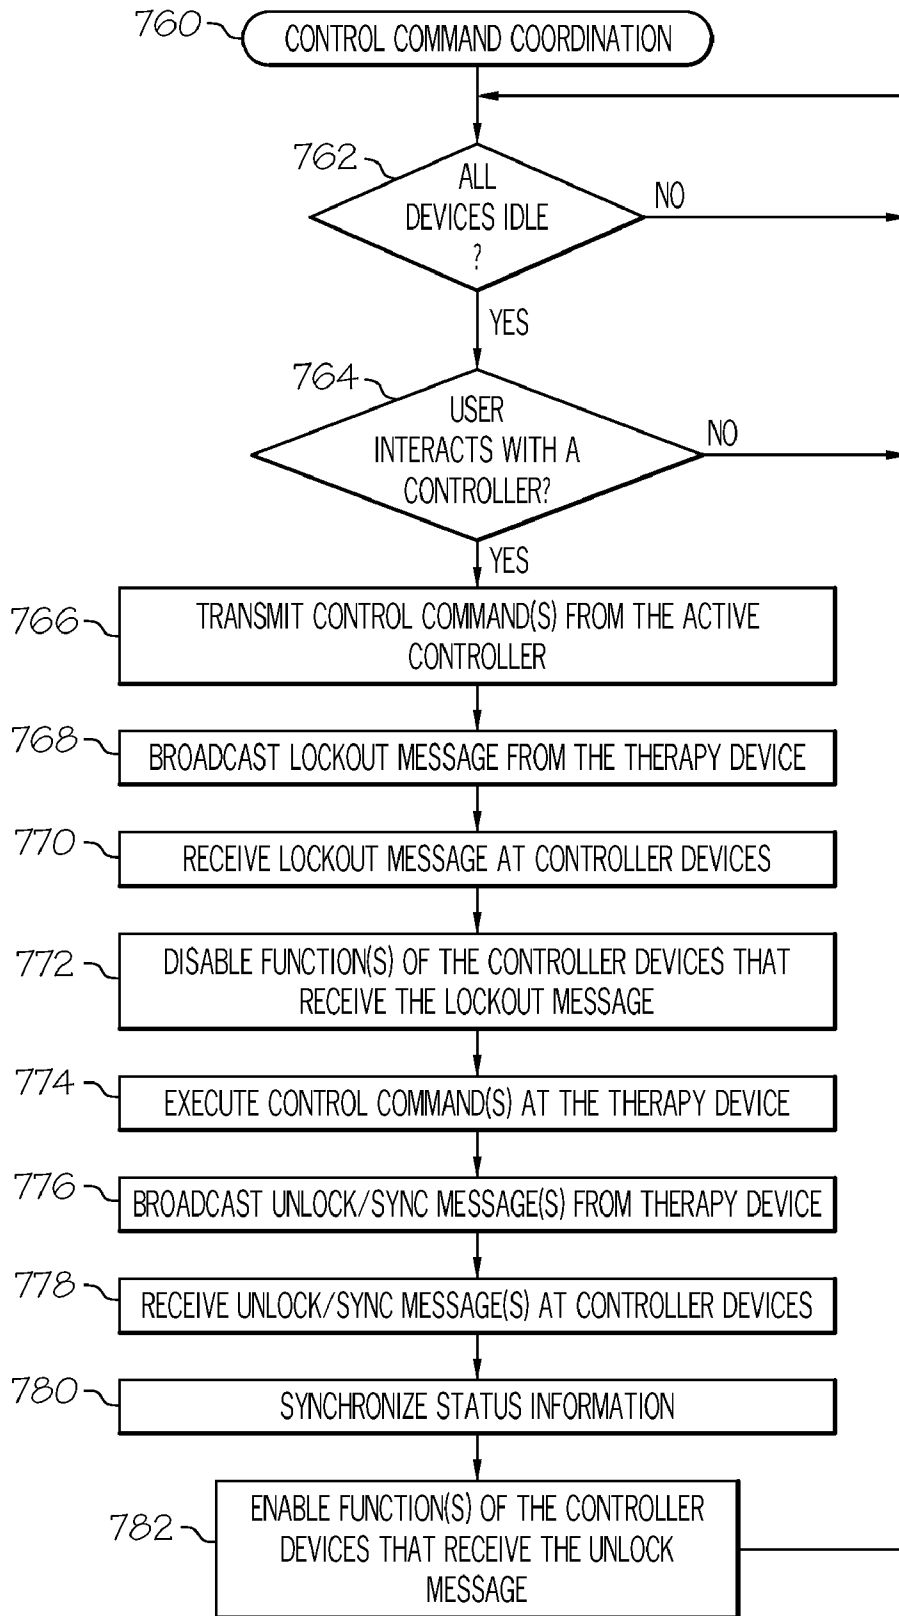 760
CONTROL COMMAND COORDINATION
762
ALL
DEVICES IDLE
?
NO
YES
764
USER
INTERACTS WITH A
CONTROLLER?
NO
YES
766
TRANSMIT CONTROL COMMAND(S) FROM THE ACTIVE
CONTROLLER
768
BROADCAST LOCKOUT MESSAGE FROM THE THERAPY DEVICE
770
RECEIVE LOCKOUT MESSAGE AT CONTROLLER DEVICES
772
DISABLE FUNCTION(S) OF THE CONTROLLER DEVICES THAT
RECEIVE THE LOCKOUT MESSAGE
774
EXECUTE CONTROL COMMAND(S) AT THE THERAPY DEVICE
776
BROADCAST UNLOCK/SYNC MESSAGE(S) FROM THERAPY DEVICE
778
RECEIVE UNLOCK/SYNC MESSAGE(S) AT CONTROLLER DEVICES
780
SYNCHRONIZE STATUS INFORMATION
782
ENABLE FUNCTION(S) OF THE CONTROLLER
DEVICES THAT RECEIVE THE UNLOCK
MESSAGE